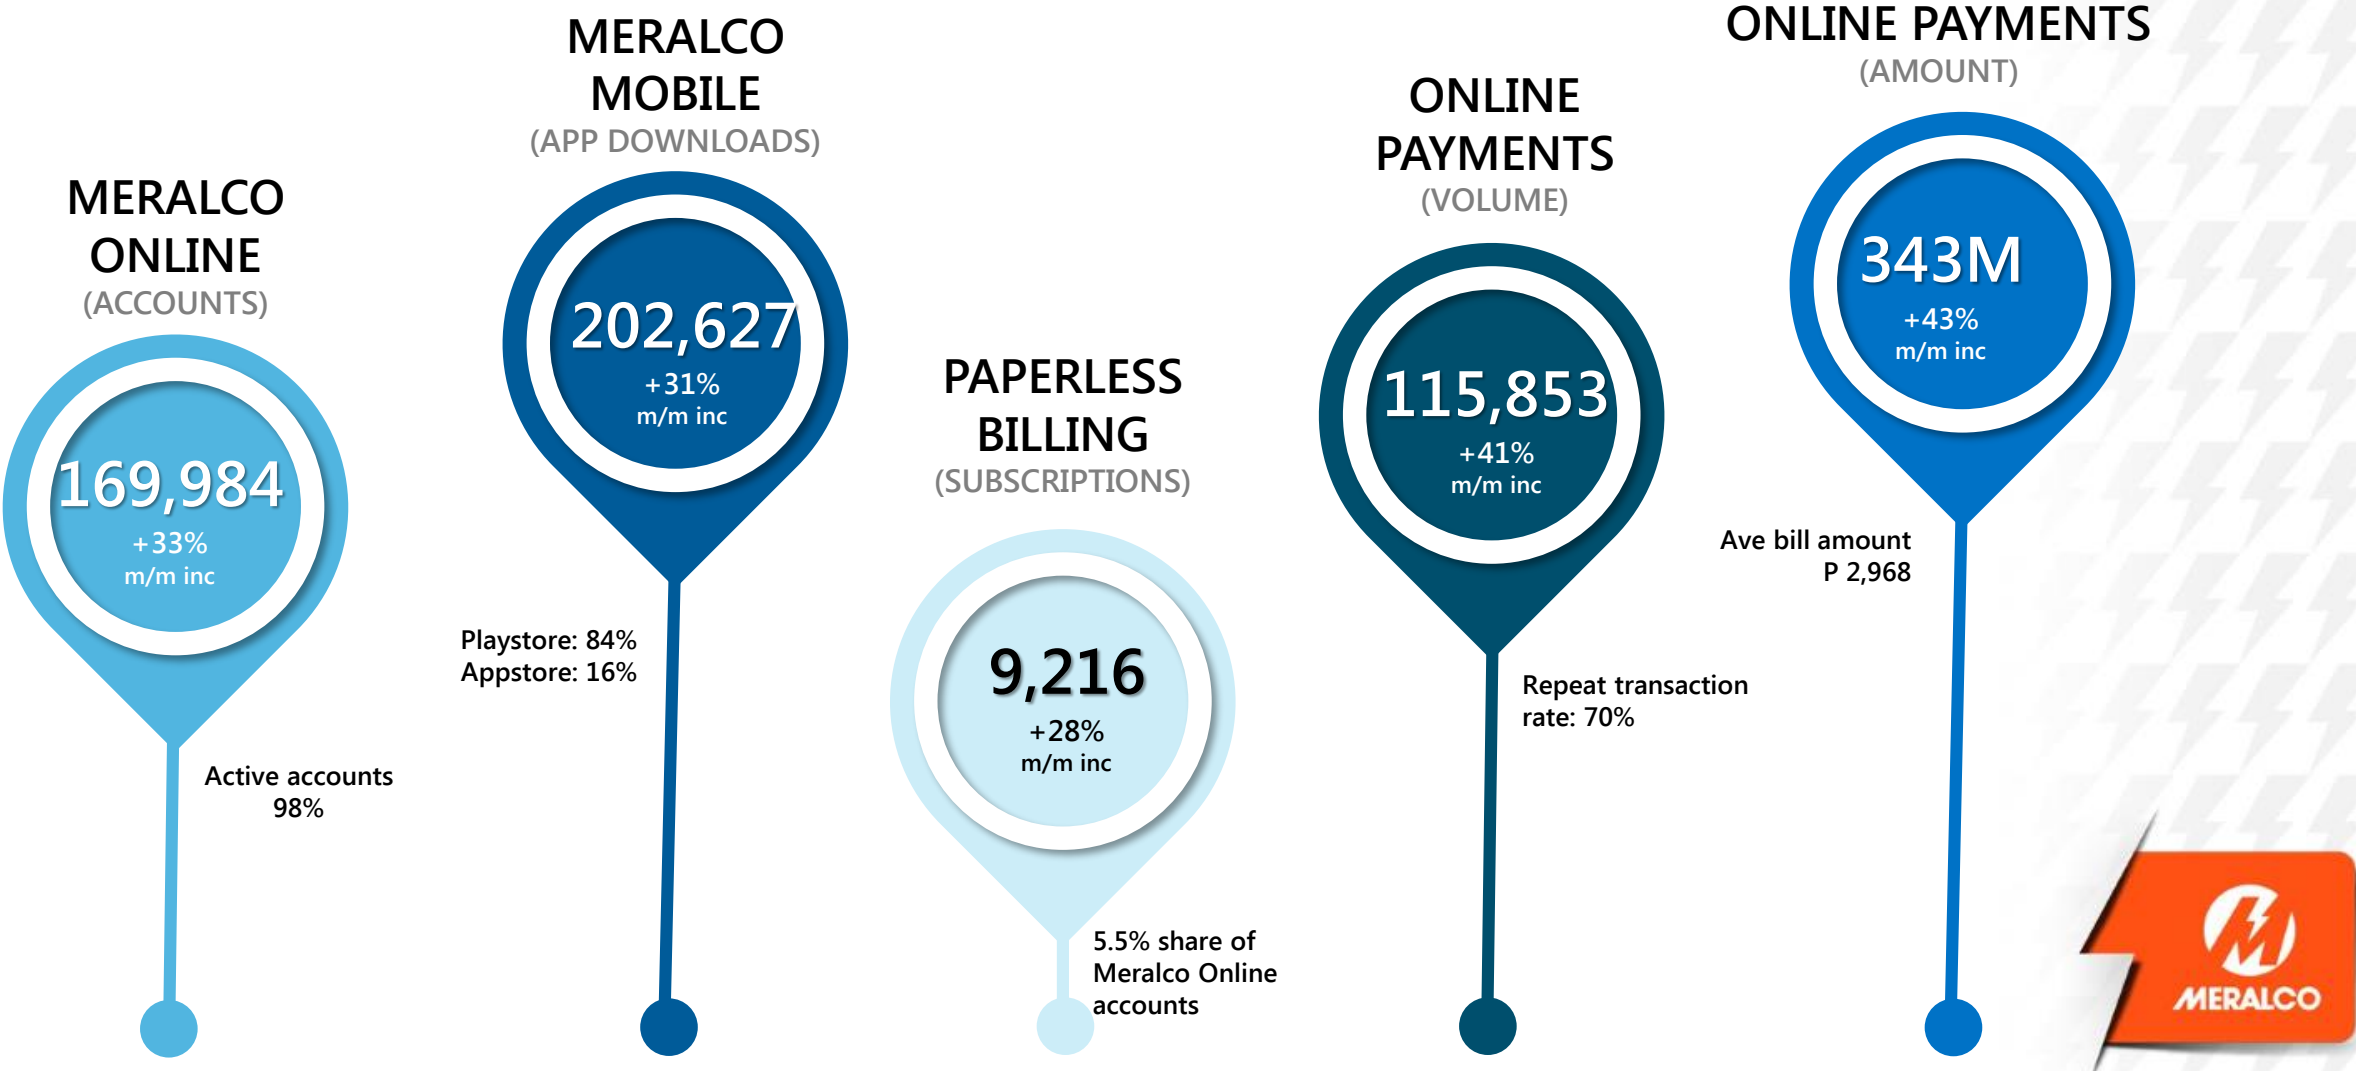 MERALCO
ONLINE
(ACCOUNTS)
169,984
+33%
m/m inc
Active accounts
98%
MERALCO
MOBILE
(APP DOWNLOADS)
202,627
+31%
m/m inc
Playstore: 84%
Appstore: 16%
PAPERLESS
BILLING
(SUBSCRIPTIONS)
9,216
+28%
m/m inc
5.5% share of
Meralco Online
accounts
ONLINE
PAYMENTS
(VOLUME)
115,853
+41%
m/m inc
Repeat transaction
rate: 70%
ONLINE PAYMENTS
(AMOUNT)
343M
+43%
m/m inc
Ave bill amount
P 2,968
MERALCO